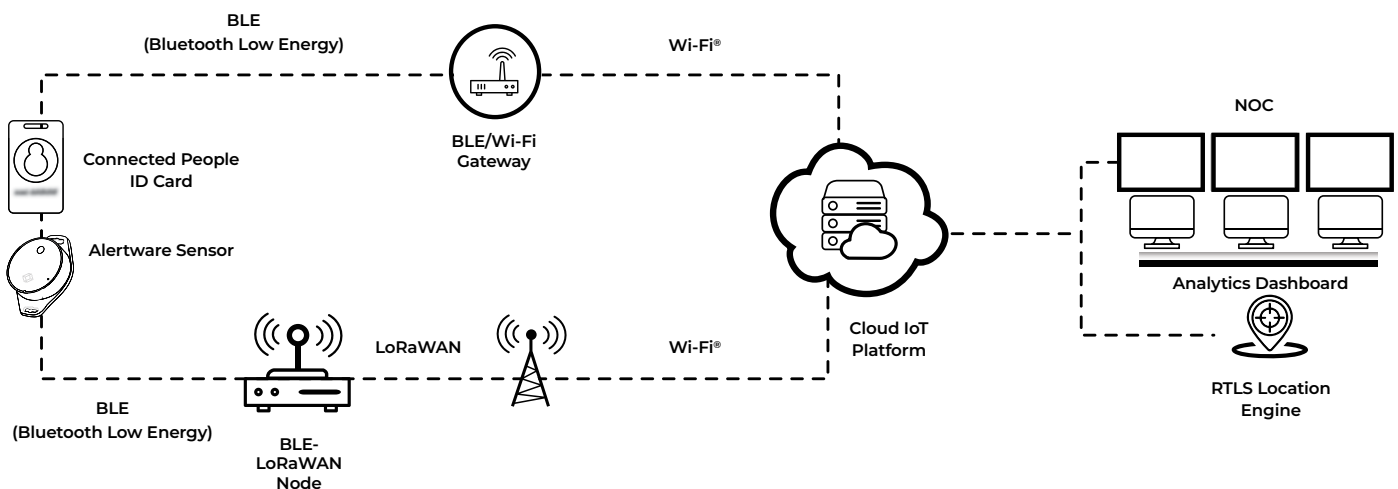 BLE
(Bluetooth Low Energy)
Wi-Fi®
BLE/Wi-Fi
Gateway
NOC
Connected People
ID Card
Alertware Sensor
Analytics Dashboard
Cloud IoT
Platform
LoRaWAN
Wi-Fi®
RTLS Location
Engine
BLE
(Bluetooth Low Energy)
BLE-
LoRaWAN
Node